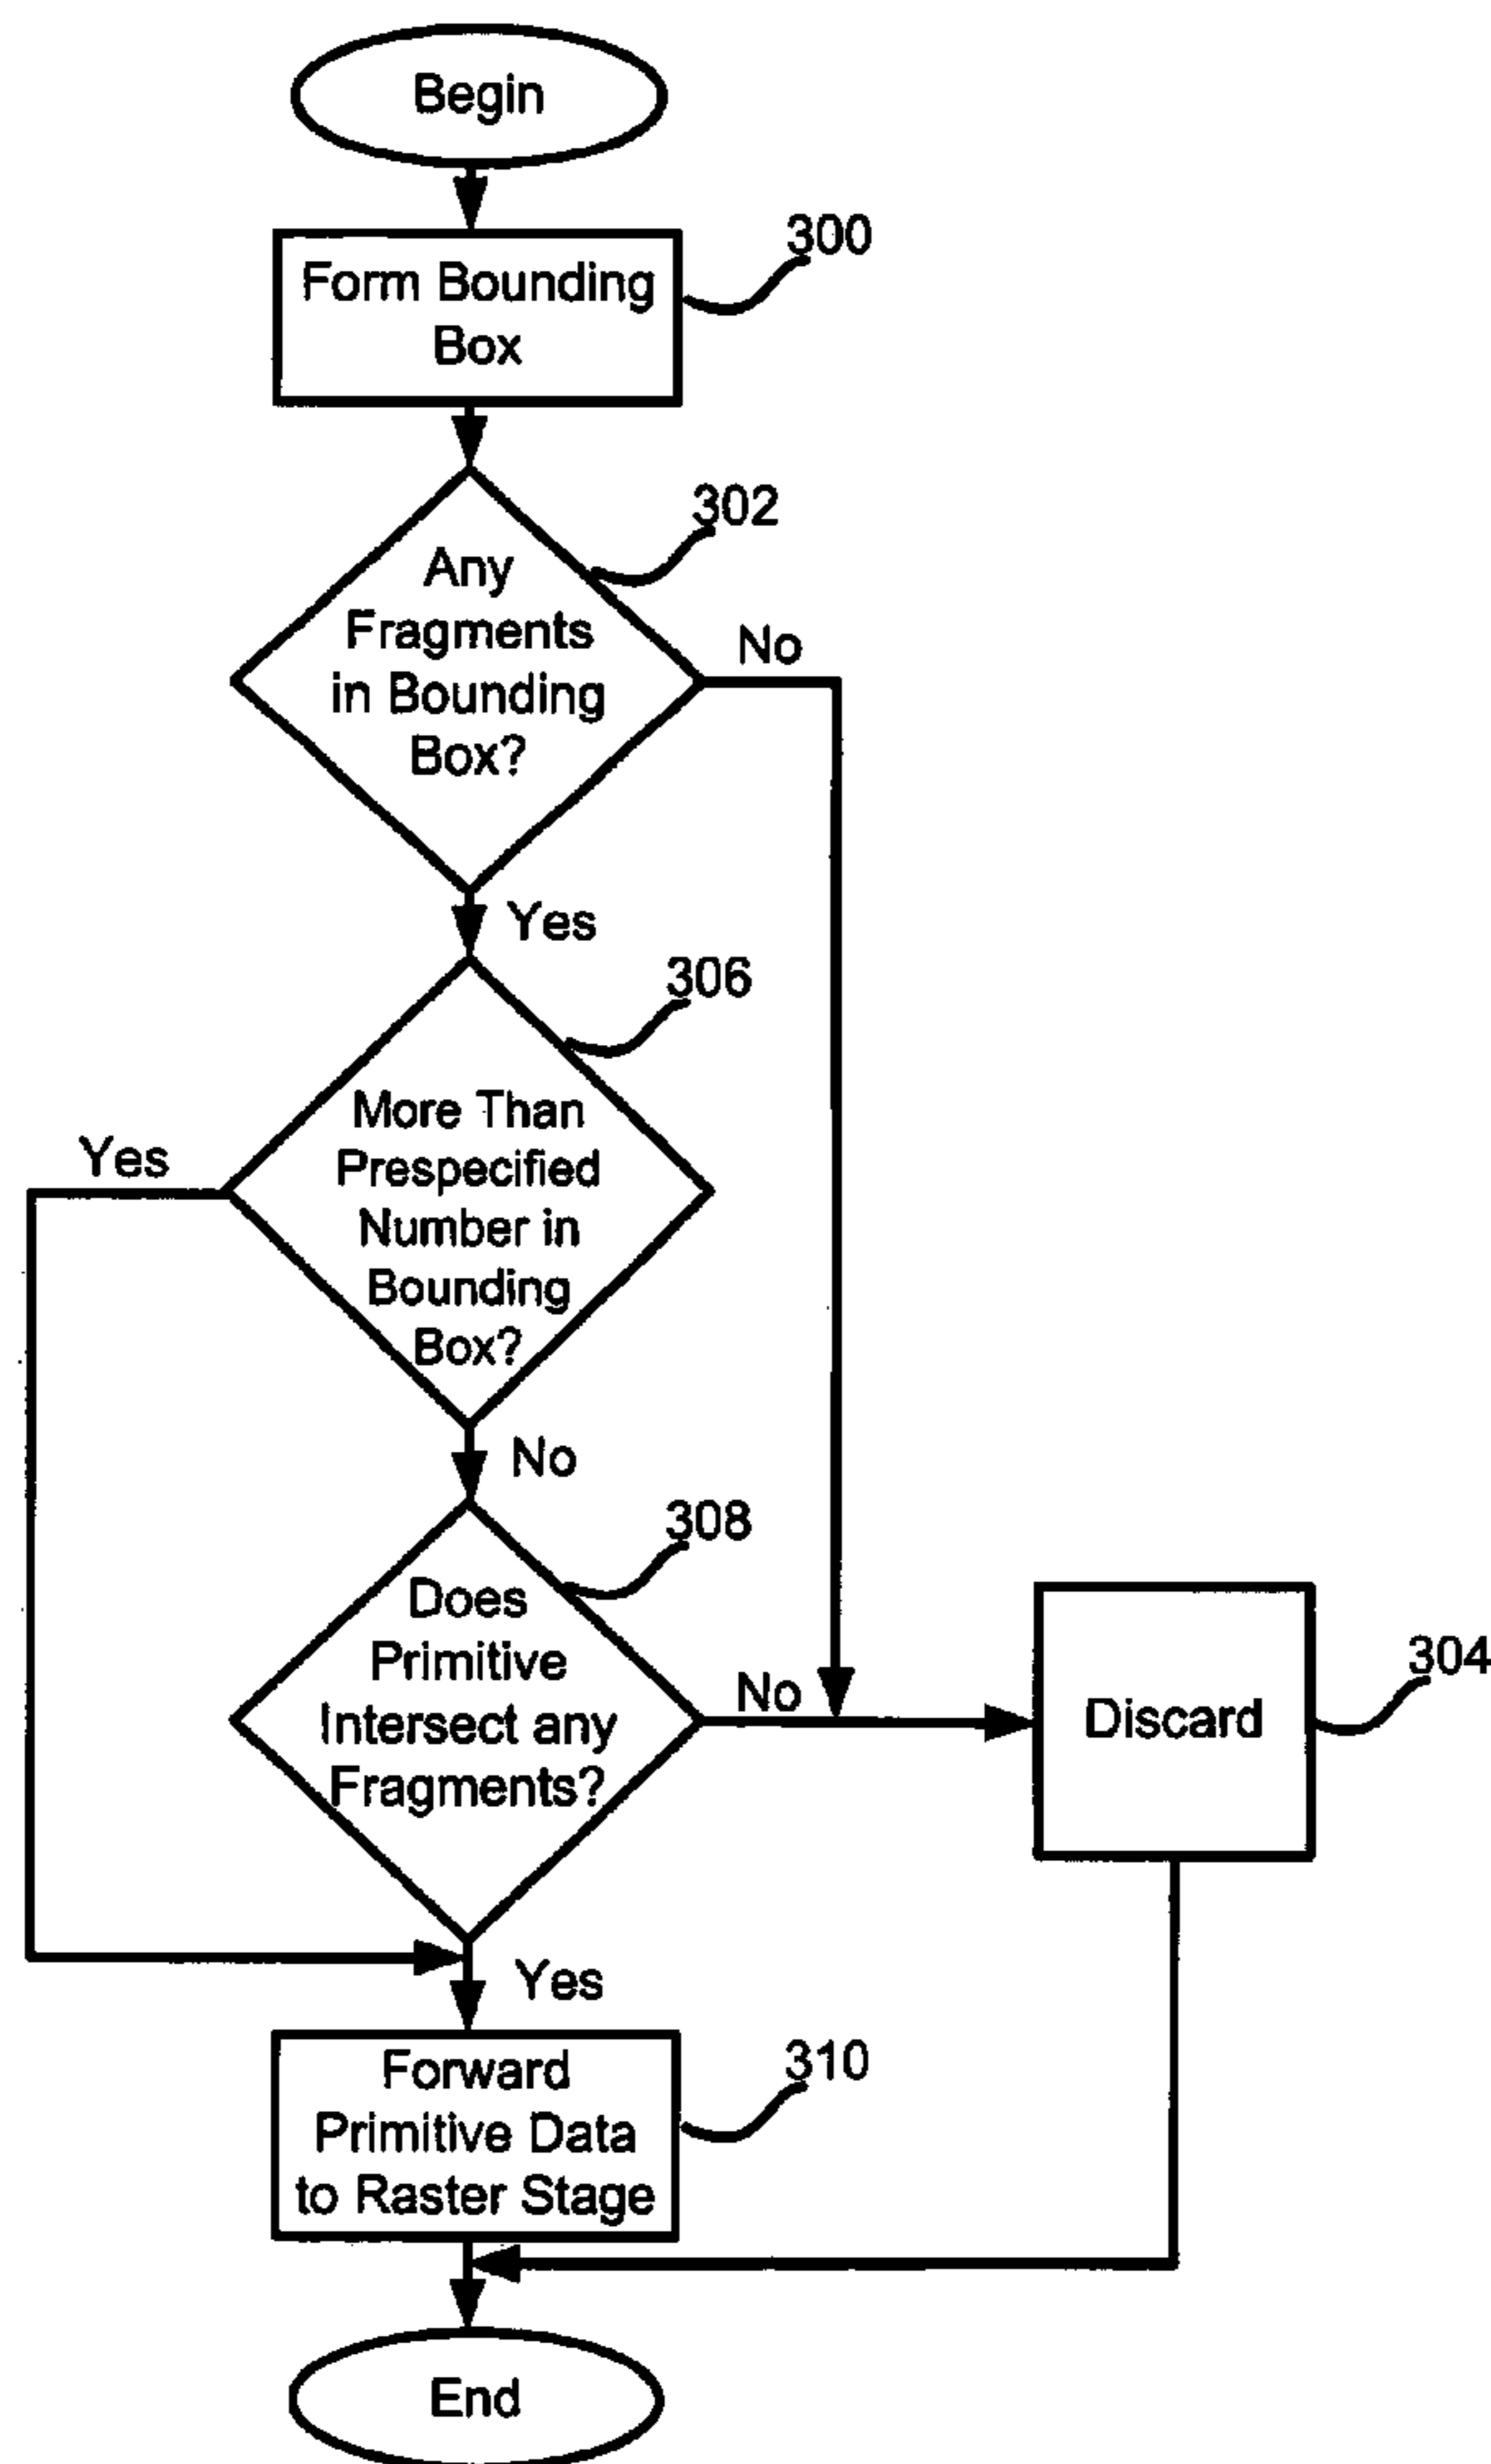 Begin
300
Form Bounding
Box
302
Any
Fragments
in Bounding
Box?
No
Yes
306
More Than
Prespecified
Number in
Bounding
Box?
Yes
No
308
Does
Primitive
Intersect any
Fragments?
No
304
Discard
Yes
310
Forward
Primitive Data
to Raster Stage
End